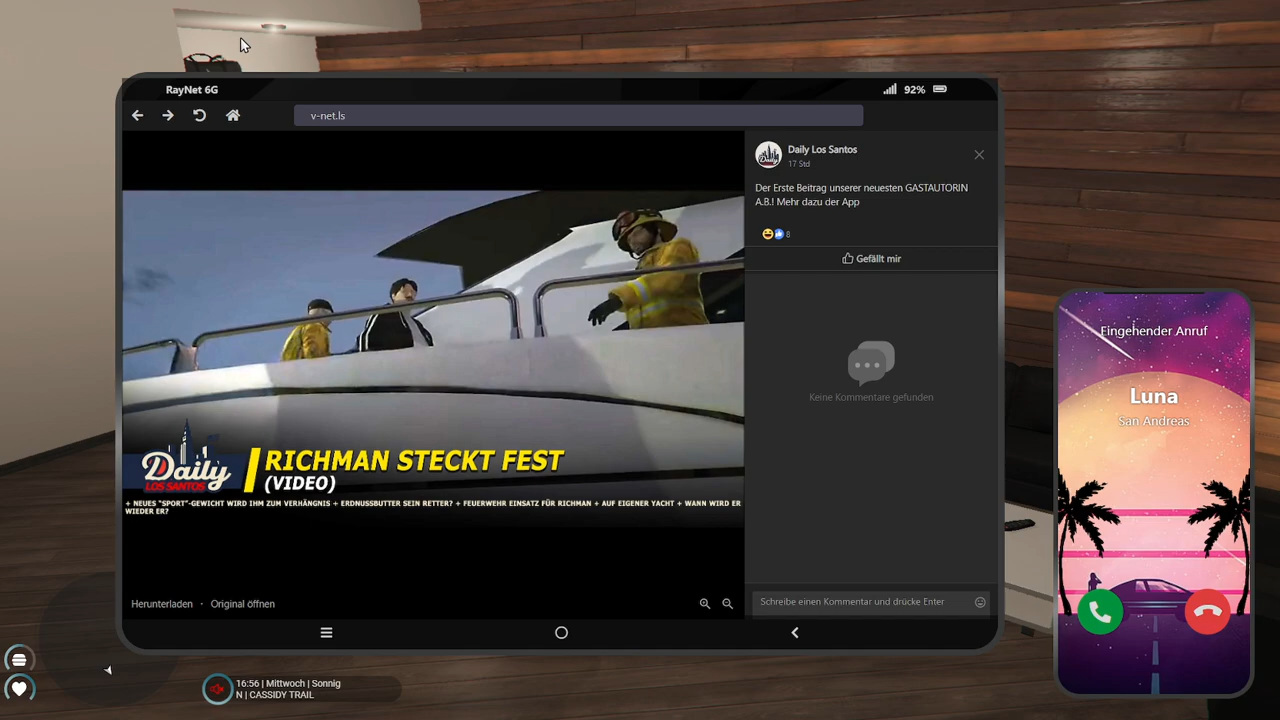 RayNet 6G
92%
v-net.ls
Daily Los Santos
17 Std
Der Erste Beitrag unserer neuesten GASTAUTORIN
A.B.! Mehr dazu der App
8
Gefällt mir
Keine Kommentare gefunden
Daily
LOS SANTOS
RICHMAN STECKT FEST
(VIDEO)
+ NEUES "SPORT"-GEWICHT WIRD IHM ZUM VERHÄNGNIS + ERDNUSSBUTTER SEIN RETTER? + FEUERWEHR EINSATZ FÜR RICHMAN + AUF EIGENER YACHT + WANN WIRD ER
WIEDER ER?
Herunterladen - Original öffnen
Schreibe einen Kommentar und drücke Enter
Eingehender Anruf
Luna
San Andreas
16:56 | Mittwoch | Sonnig
N | CASSIDY TRAIL